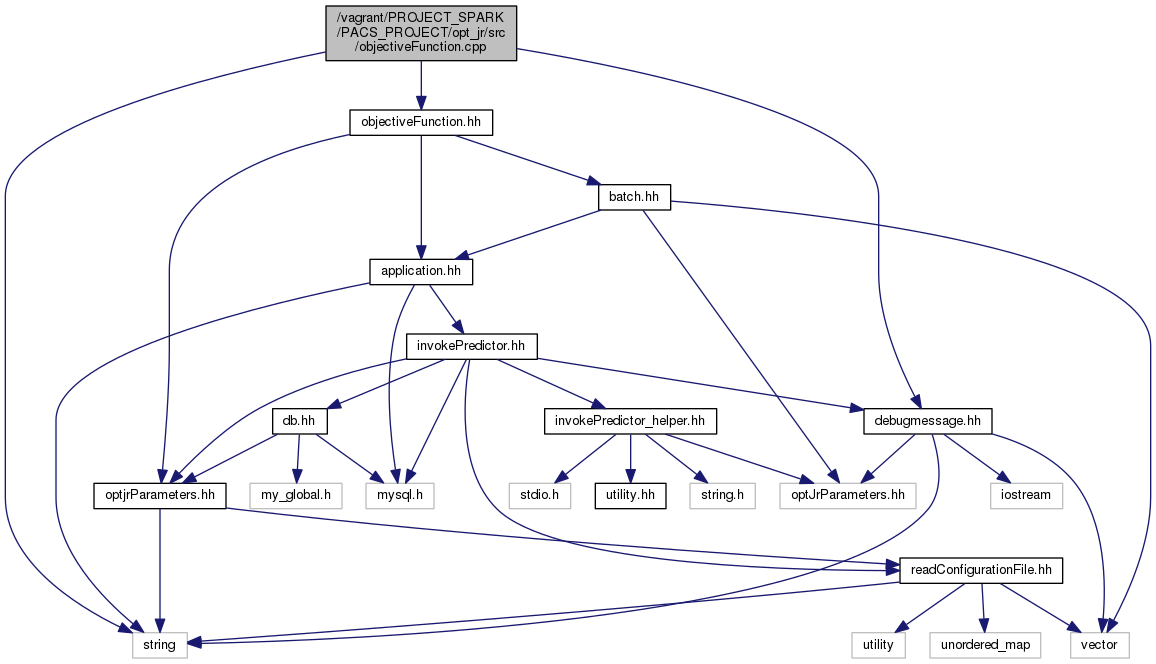 /vagrant/PROJECT_SPARK
/PACS_PROJECT/opt_jr/src
/objectiveFunction.cpp
objectiveFunction.hh
batch.hh
application.hh
invokePredictor.hh
db.hh
invokePredictor_helper.hh
debugmessage.hh
optjrParameters.hh
my_global.h
mysql.h
stdio.h
utility.hh
string.h
optJrParameters.hh
iostream
readConfigurationFile.hh
string
utility
unordered_map
vector